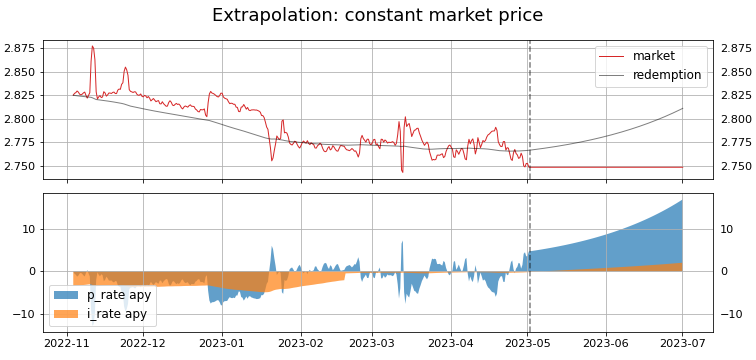 Extrapolation: constant market price
2.875 2.875
2.850 2.850
2.825 2.825
2.800 2.800
2.775 2.775
2.750 2.750
market
redemption
10 10
0 0
−10 −10
p_rate apy
i_rate apy
2022-11 2022-12 2023-01 2023-02 2023-03 2023-04 2023-05 2023-06 2023-07